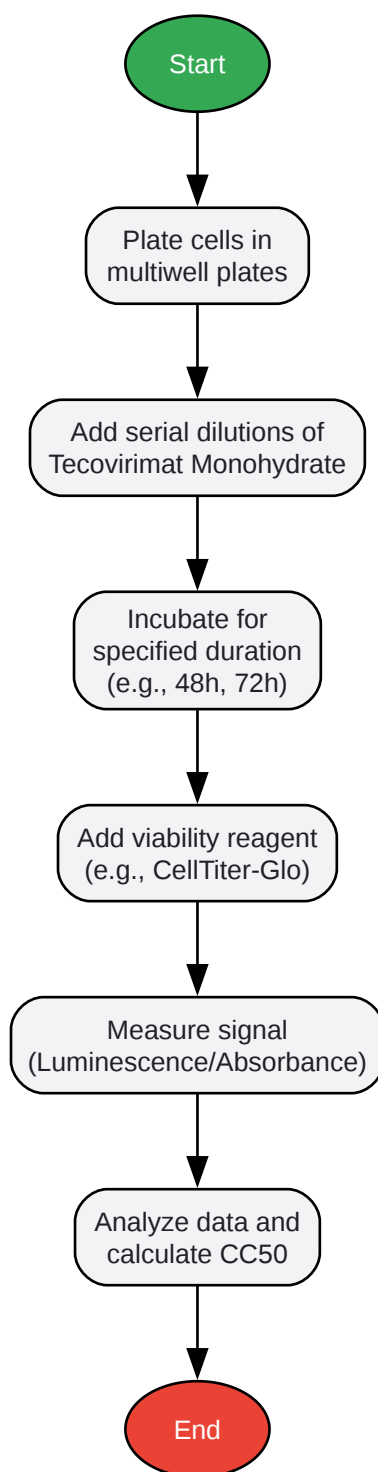 Start
Plate cells in
multiwell plates
Add serial dilutions of
Tecovirimat Monohydrate
Incubate for
specified duration
(e.g., 48h, 72h)
Add viability reagent
(e.g., CellTiter-Glo)
Measure signal
(Luminescence/Absorbance)
Analyze data and
calculate CC50
End